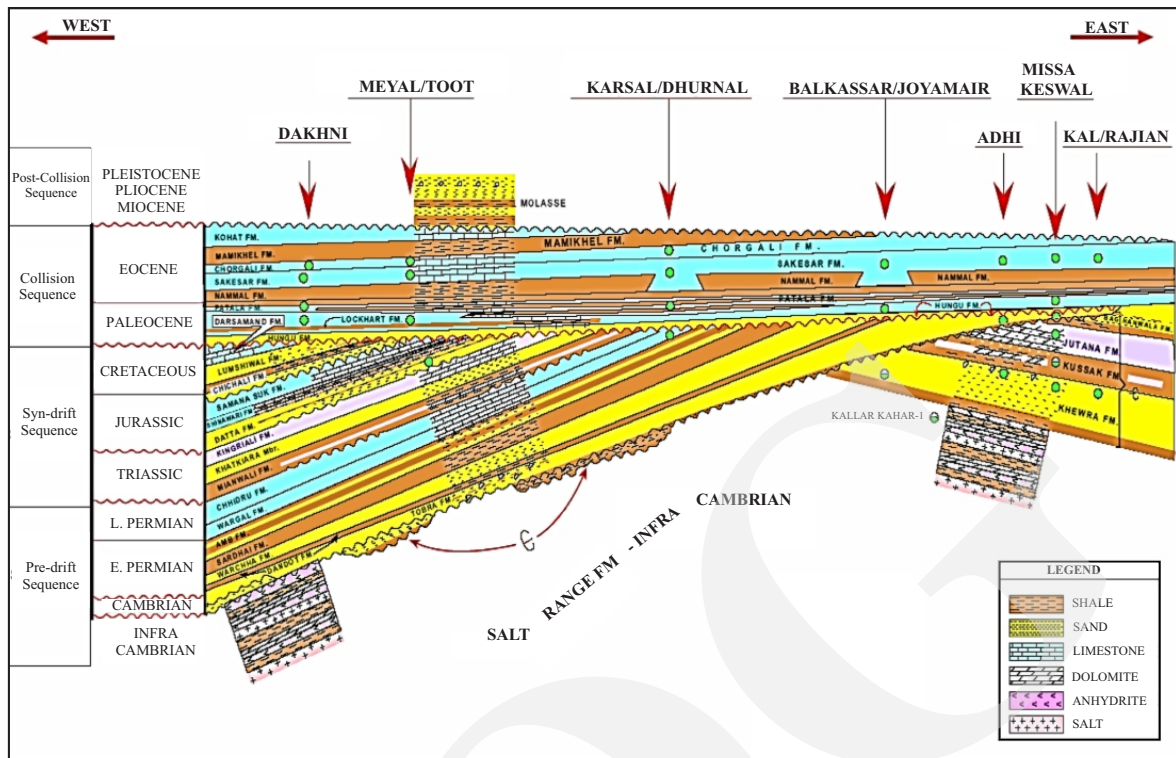 WEST
EAST
MEYAL/TOOT
KARSAL/DHURNAL
BALKASSAR/JOYAMAIR
MISSA
KESWAL
DAKHNI
ADHI
KAL/RAJIAN
Post-Collision
Sequence
PLEISTOCENE
PLIOCENE
MIOCENE
MOLASSE
Collision
Sequence
EOCENE
PALEOCENE
KOHAT FM.
MAMIKHEL FM.
CHORGALI FM.
SAKESAR FM.
NAMMAL FM.
PATALA FM.
DARSAMAND FM.
LOCKHART FM.
HUNGU FM.
MAMIKHEL FM.
CHORGALI FM.
SAKESAR FM.
NAMMAL FM.
NAMMAL FM.
PATALA FM.
HUNGU FM.
BAGHANWALA FM.
JUTANA FM.
KUSSAK FM.
KHEWRA FM.
Syn-drift
Sequence
CRETACEOUS
JURASSIC
TRIASSIC
LUMSHIWAL FM.
CHICHALI FM.
SAMANA SUK FM.
SHINAWARI FM.
DATTA FM.
KINGRIALI FM.
KHATKIARA Mbr.
MIANWALI FM.
Pre-drift
Sequence
L. PERMIAN
E. PERMIAN
CAMBRIAN
INFRA
CAMBRIAN
CHHIDRU FM.
WARGAL FM.
AMB FM.
SARDHAI FM.
WARCHHA FM.
DANDOT FM.
TOBRA FM.
KALLAR KAHAR-1
SALT RANGE FM - INFRA CAMBRIAN
LEGEND
SHALE
SAND
LIMESTONE
DOLOMITE
ANHYDRITE
SALT